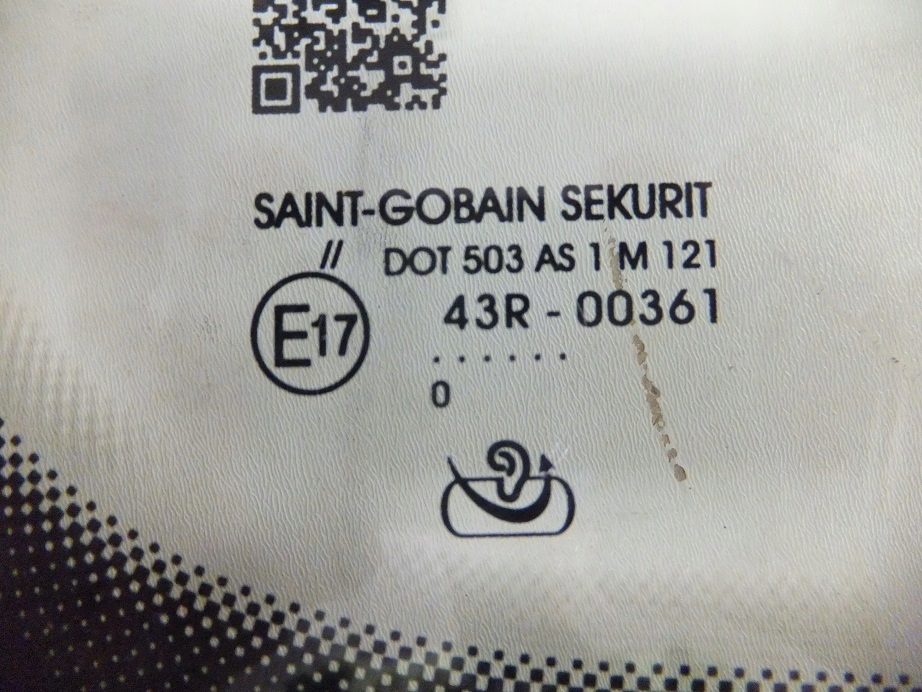 SAINT-GOBAIN SEKURIT
// DOT 503 AS 1 M 121
E17 43R - 00361
. . . . . .
0